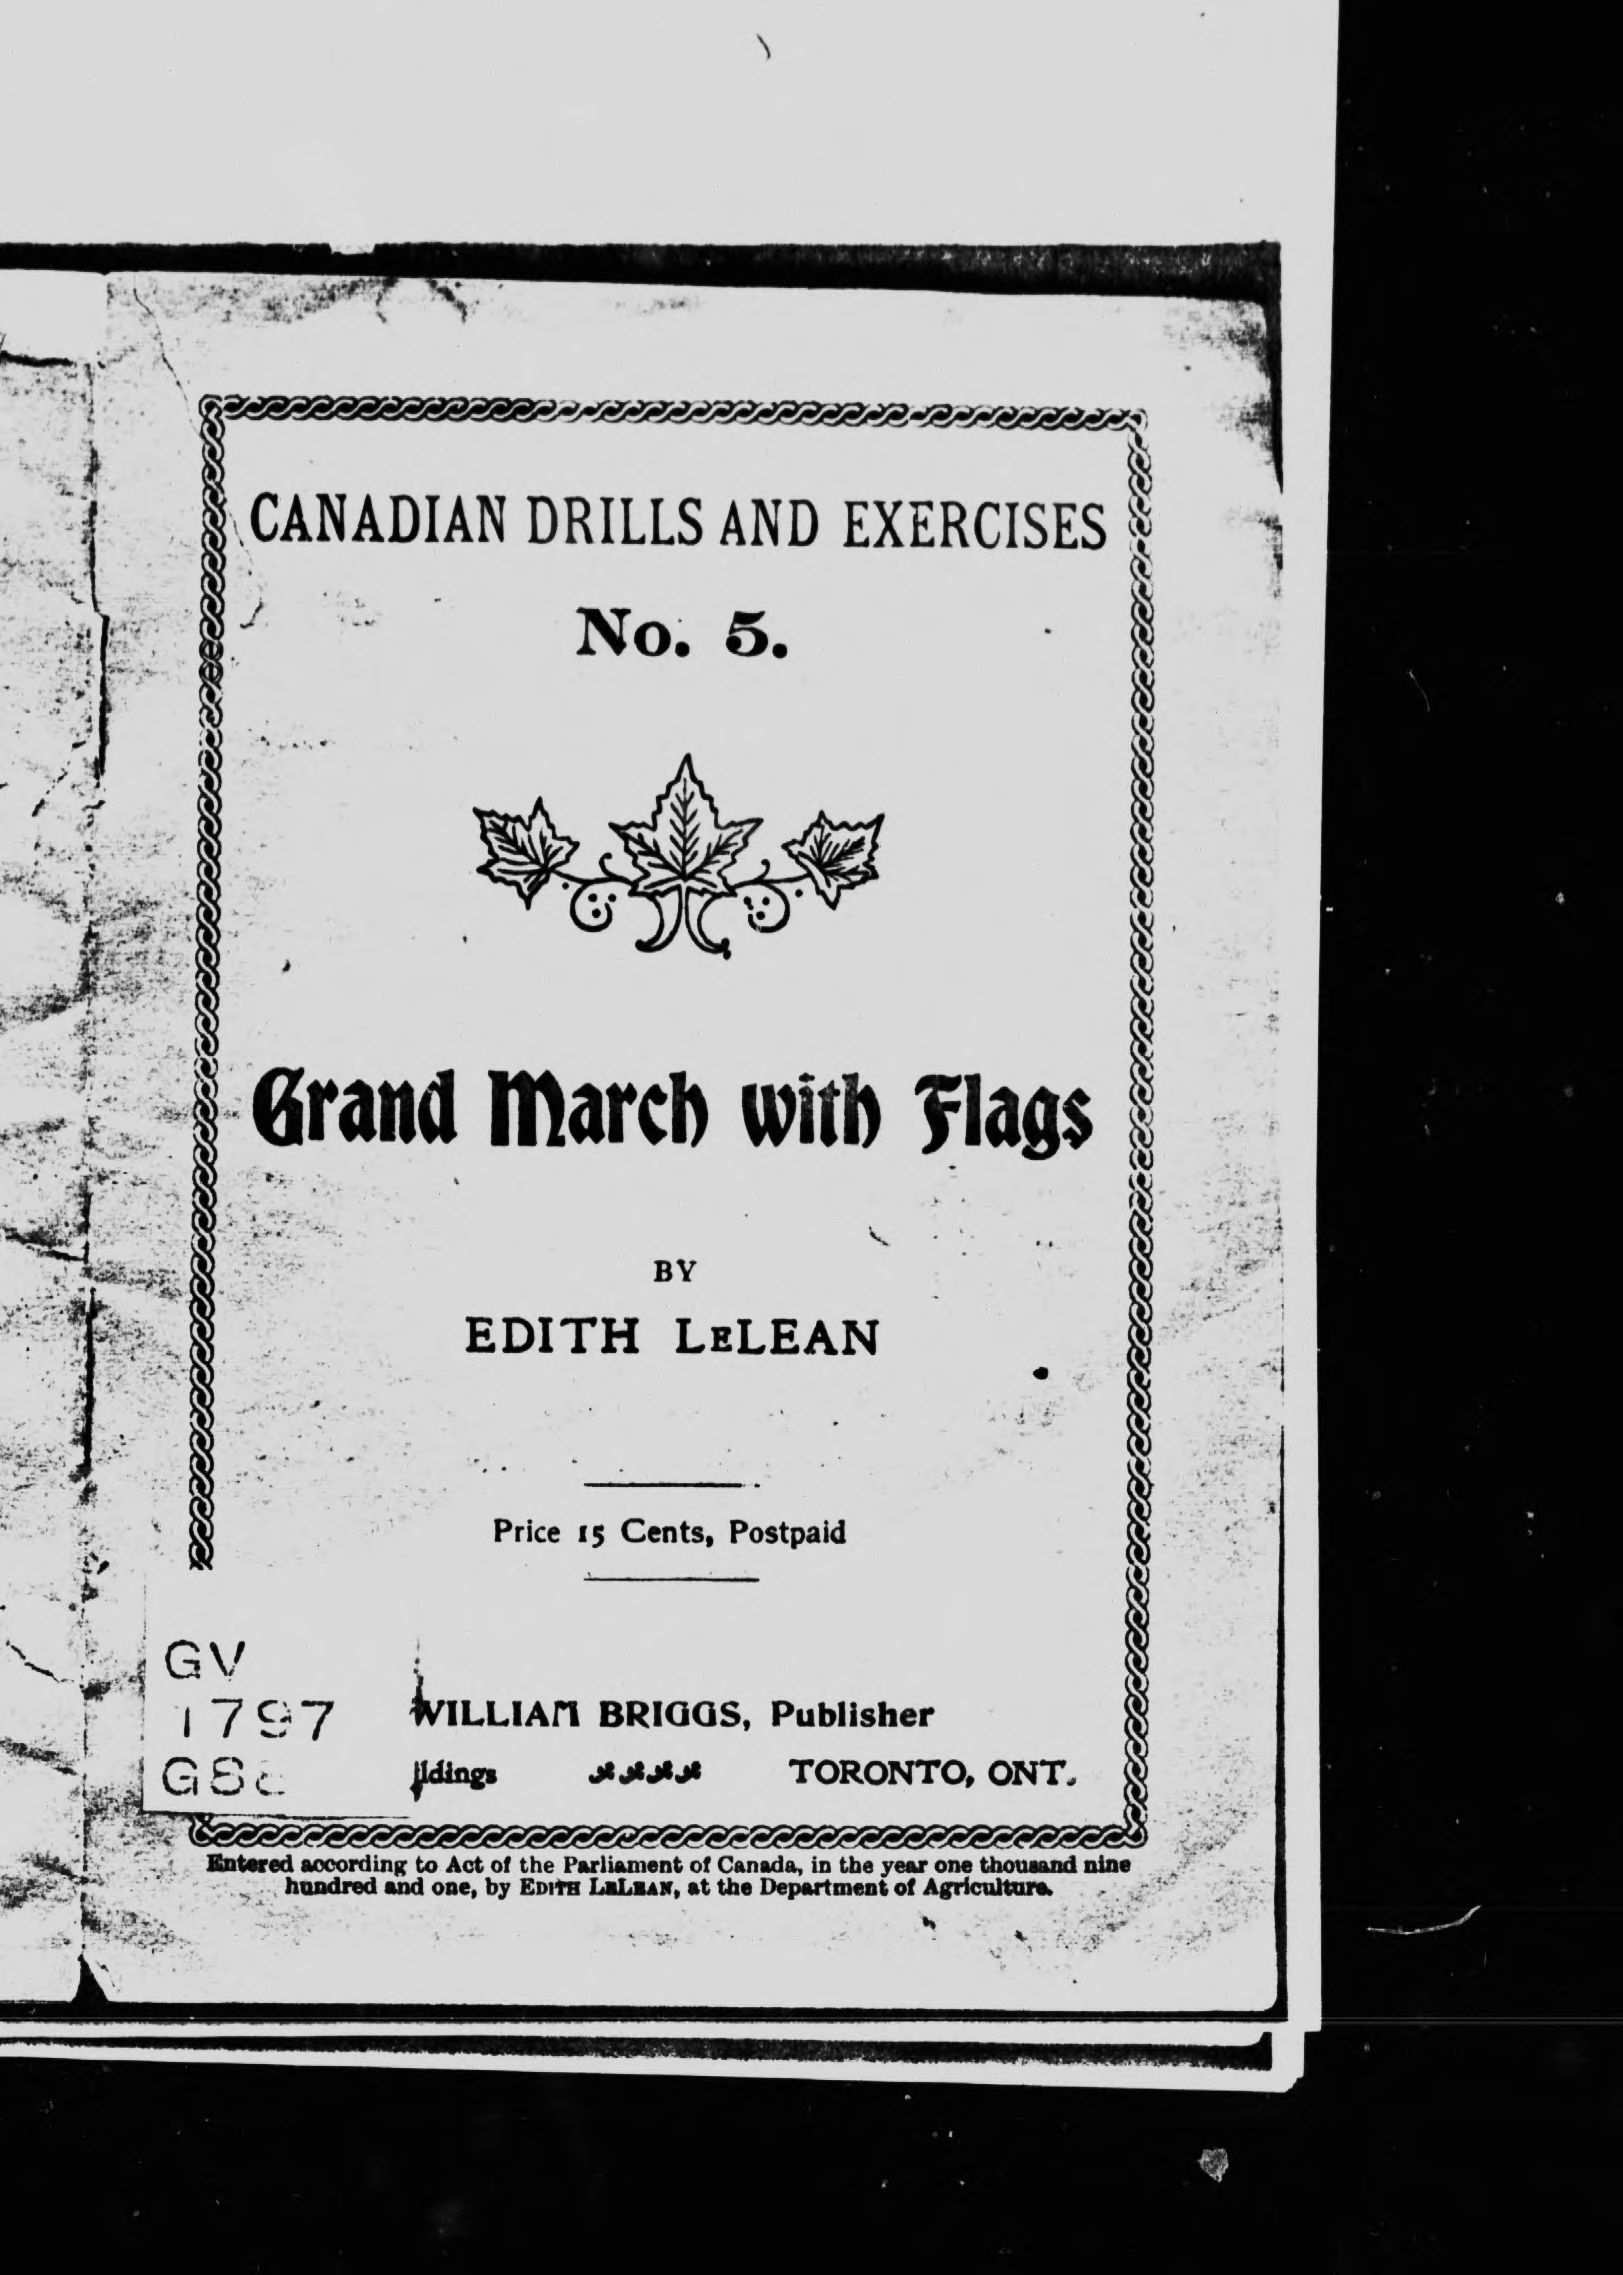 CANADIAN DRILLS AND EXERCISES
No. 5.
Grand March with Flags
BY
EDITH LELEAN
Price 15 Cents, Postpaid
GV
1797
WILLIAM BRIGGS, Publisher
ldings TORONTO, ONT.
Entered according to Act of the Parliament of Canada, in the year one thousand nine
hundred and one, by EDITH LELEAN, at the Department of Agriculture.